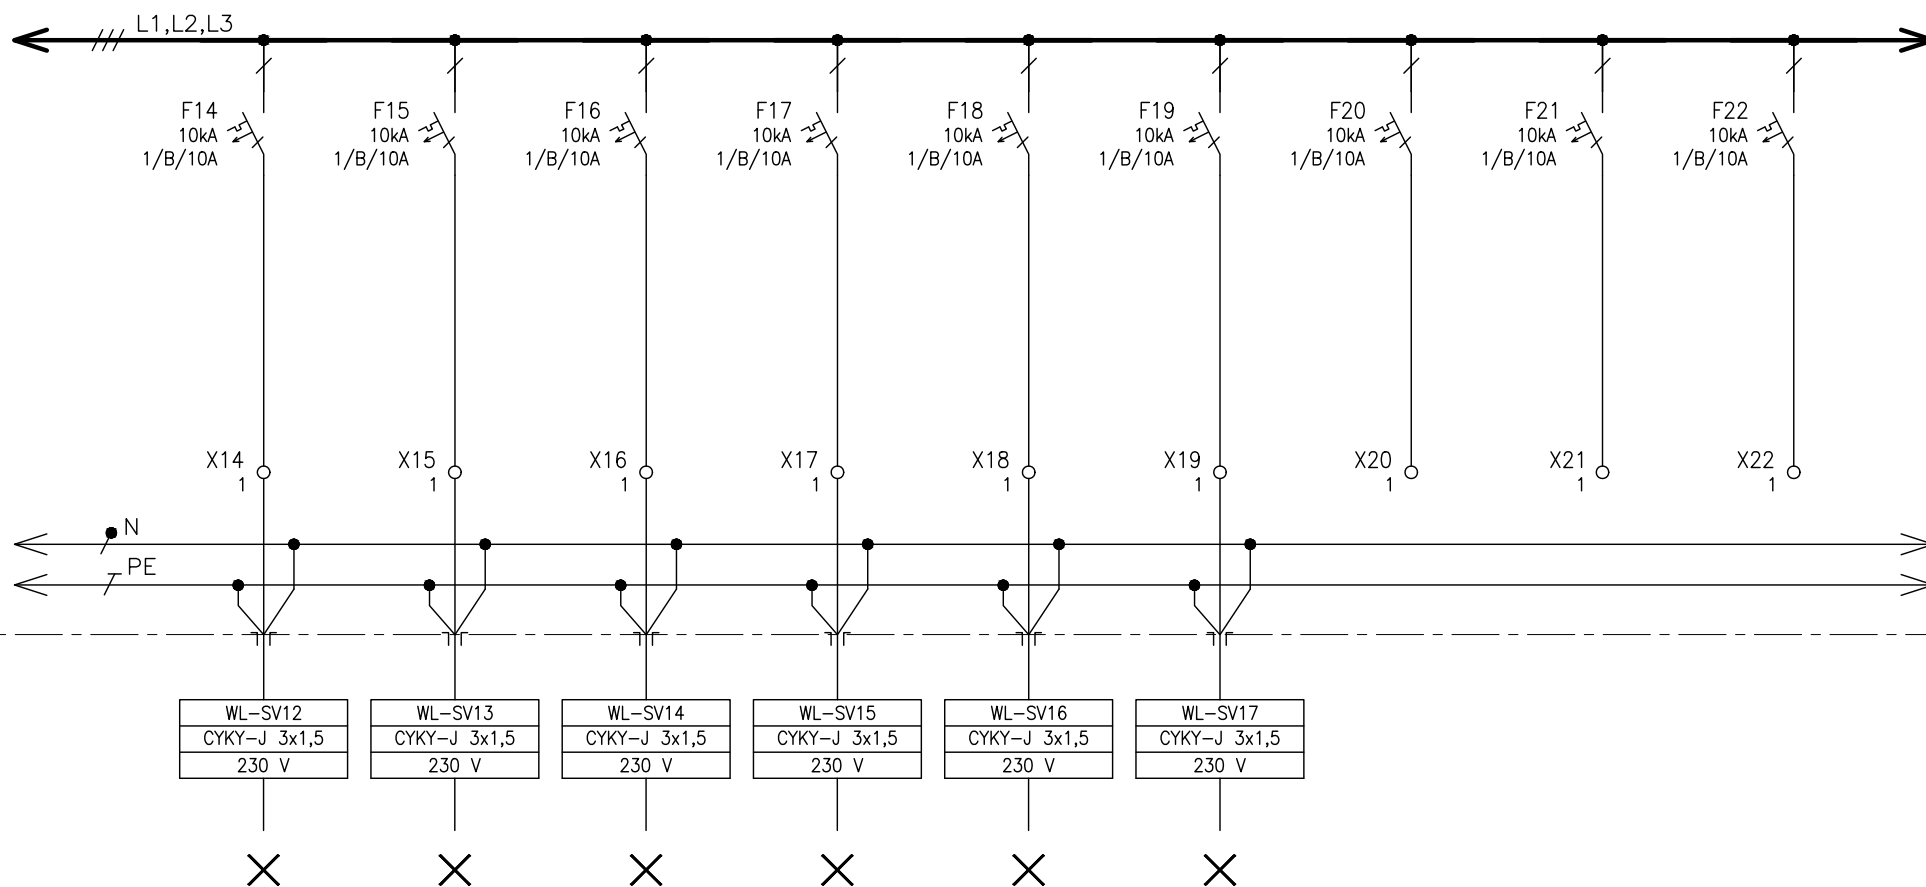 L1,L2,L3
F14
10kA
1/B/10A
F15
10kA
1/B/10A
F16
10kA
1/B/10A
F17
10kA
1/B/10A
F18
10kA
1/B/10A
F19
10kA
1/B/10A
F20
10kA
1/B/10A
F21
10kA
1/B/10A
F22
10kA
1/B/10A
X14
1
X15
1
X16
1
X17
1
X18
1
X19
1
X20
1
X21
1
X22
1
N
PE
WL-SV12
CYKY-J 3x1,5
230 V
WL-SV13
CYKY-J 3x1,5
230 V
WL-SV14
CYKY-J 3x1,5
230 V
WL-SV15
CYKY-J 3x1,5
230 V
WL-SV16
CYKY-J 3x1,5
230 V
WL-SV17
CYKY-J 3x1,5
230 V